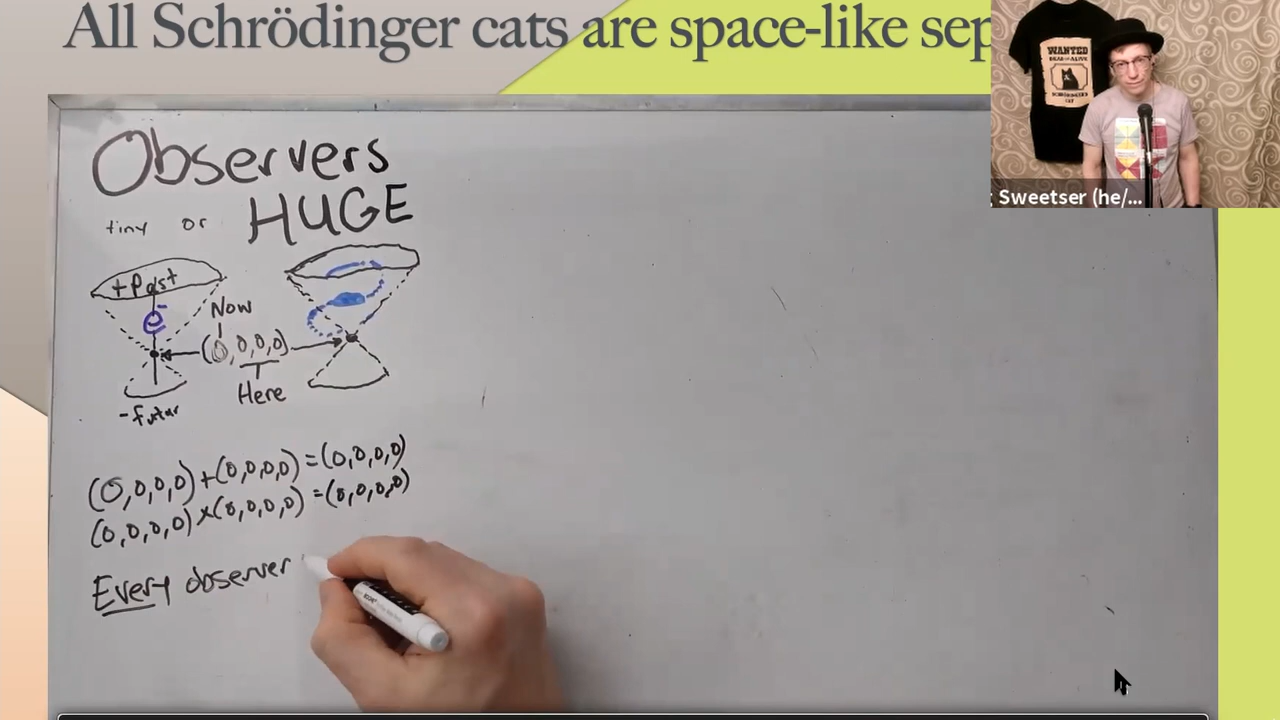 All Schrödinger cats are space-like sep
WANTED
DEAD or ALIVE
SCHRÖDINGER'S
CAT
Sweetser (he/...
Observers
tiny or HUGE
+Past
e-
Now
(0,0,0,0)
Here
-futur
(0,0,0,0)+(0,0,0,0)=(0,0,0,0)
(0,0,0,0)×(0,0,0,0)=(0,0,0,0)
Every observer